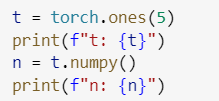 t = torch.ones(5)
print(f"t: {t}")
n = t.numpy()
print(f"n: {n}")